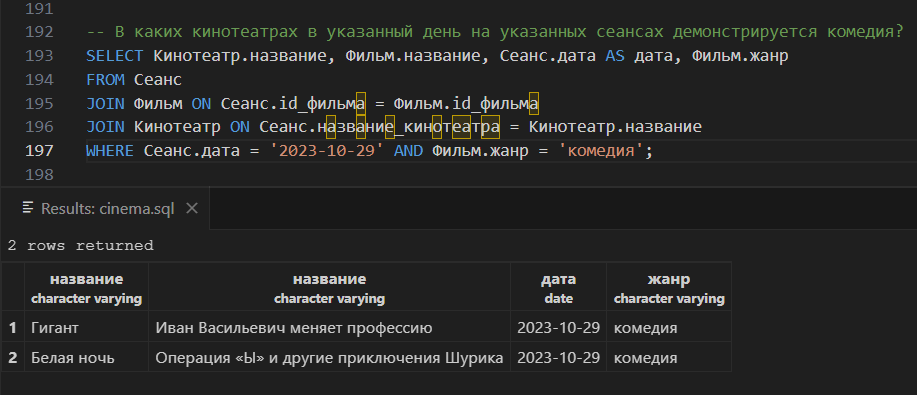 191
192 -- В каких кинотеатрах в указанный день на указанных сеансах демонстрируется комедия?
193 SELECT Кинотеатр.название, Фильм.название, Сеанс.дата AS дата, Фильм.жанр
194 FROM Сеанс
195 JOIN Фильм ON Сеанс.id_фильма = Фильм.id_фильма
196 JOIN Кинотеатр ON Сеанс.название_кинотеатра = Кинотеатр.название
197 WHERE Сеанс.дата = '2023-10-29' AND Фильм.жанр = 'комедия';
198
Results: cinema.sql
2 rows returned
название название дата жанр
character varying character varying date character varying
1 Гигант Иван Васильевич меняет профессию 2023-10-29 комедия
2 Белая ночь Операция «Ы» и другие приключения Шурика 2023-10-29 комедия